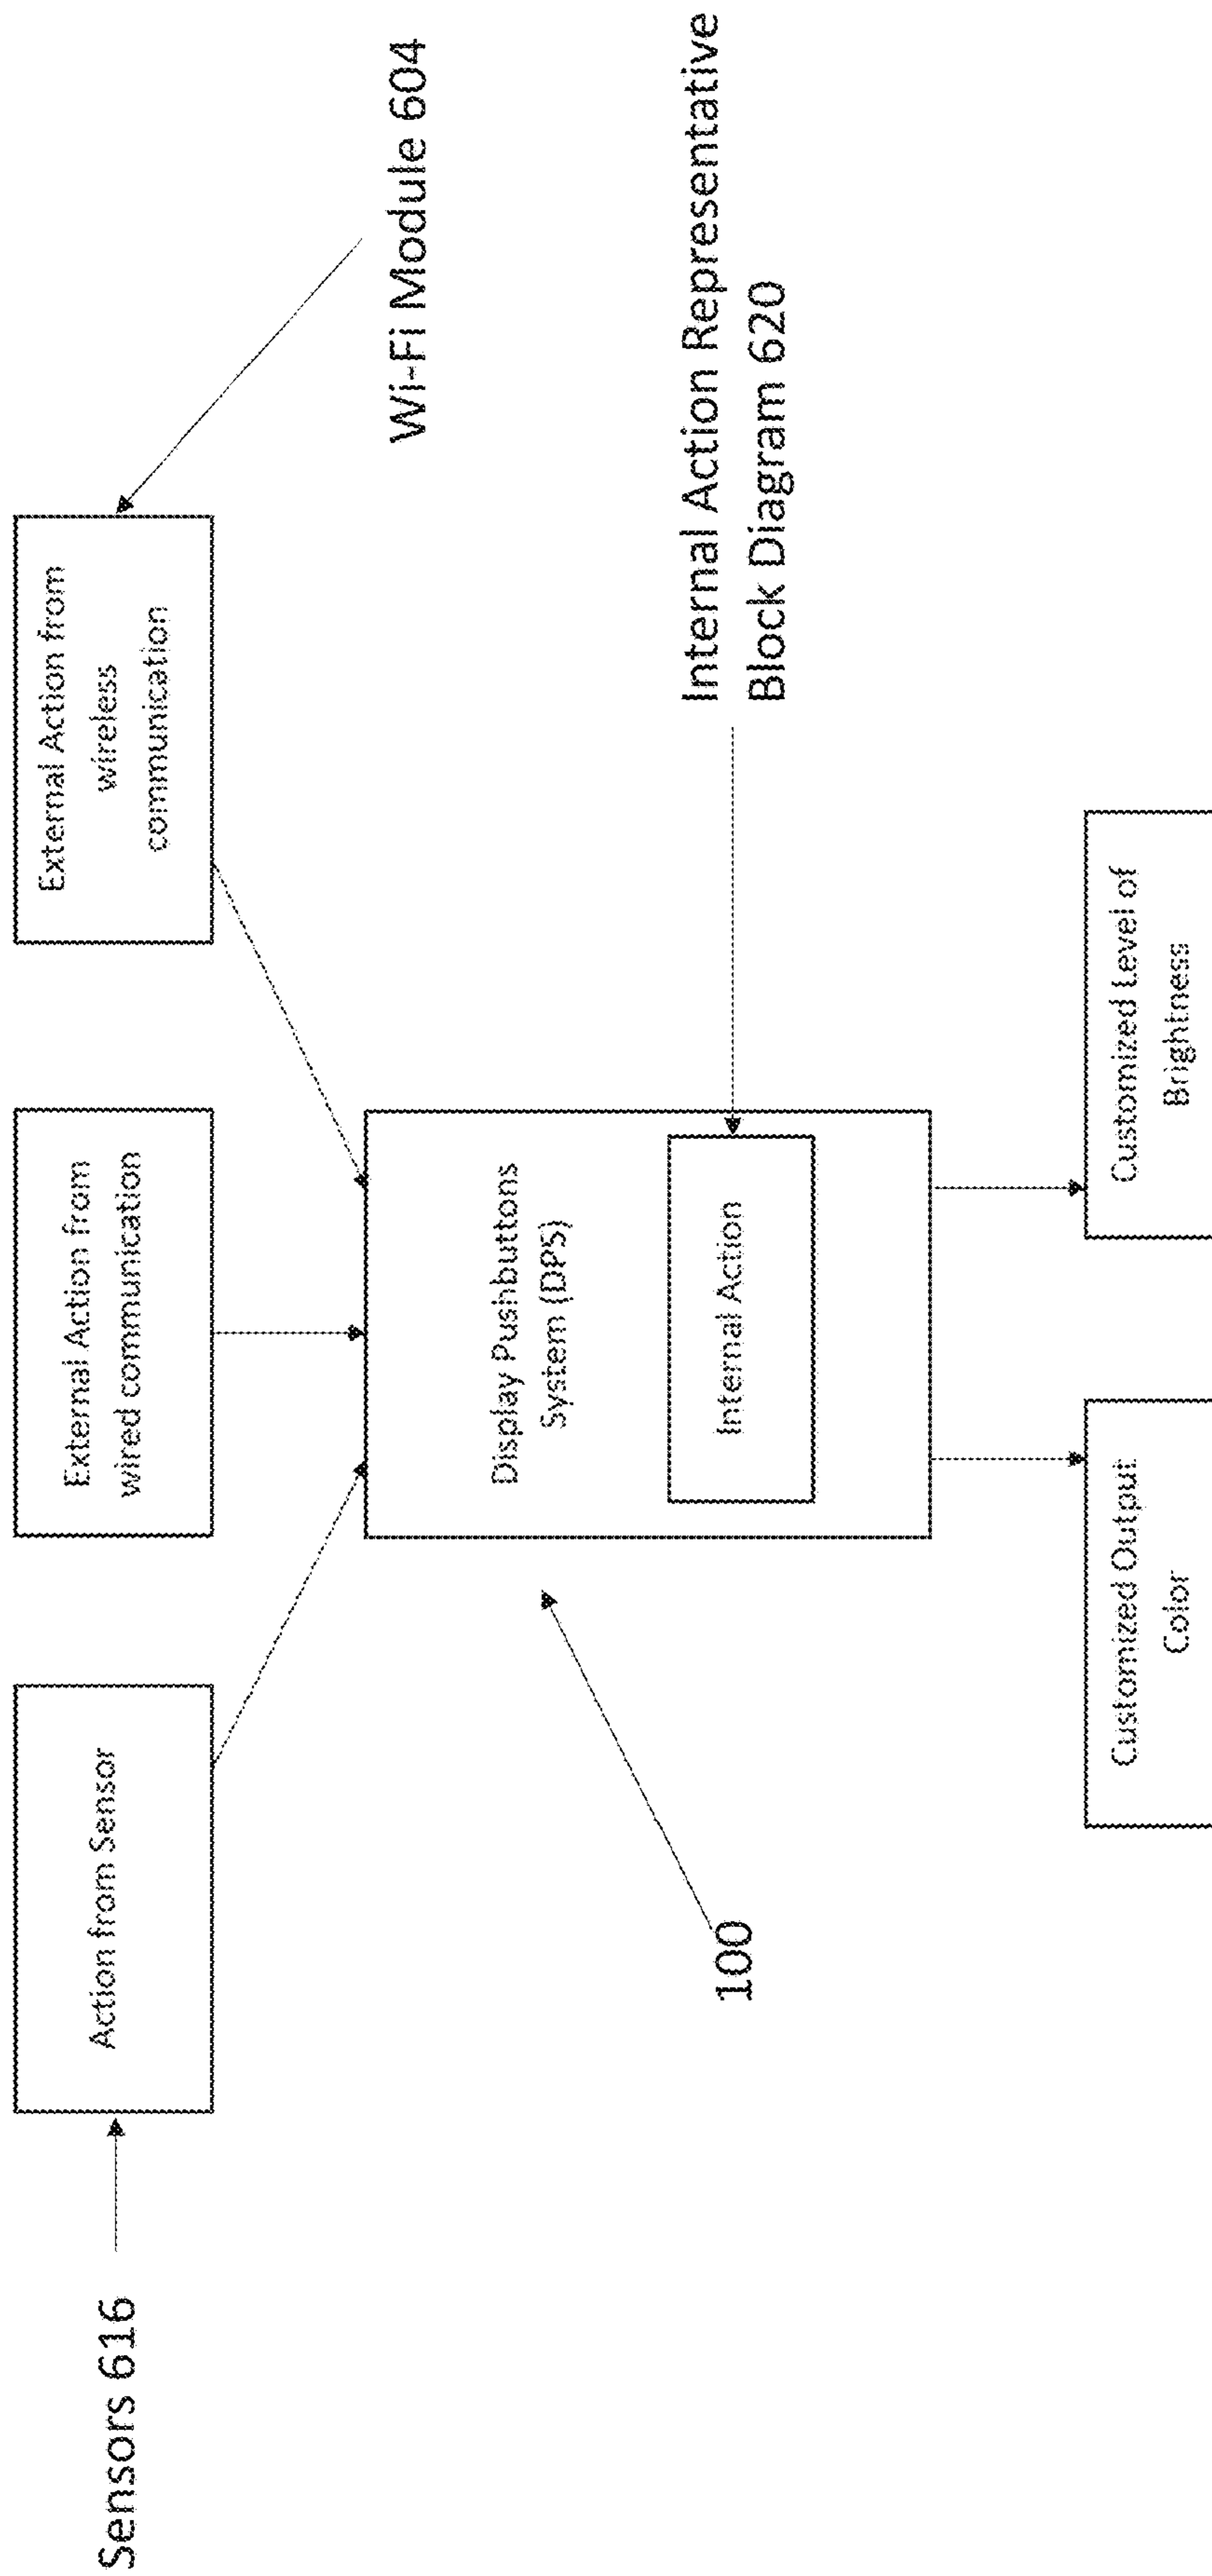 Sensors 616
Action from Sensor
External Action from
wired communication
External Action from
wireless
communication
Wi-Fi Module 604
Display Pushbuttons
System (DPS)
Internal Action
Internal Action Representative
Block Diagram 620
100
Customized Output
Color
Customized Level of
Brightness